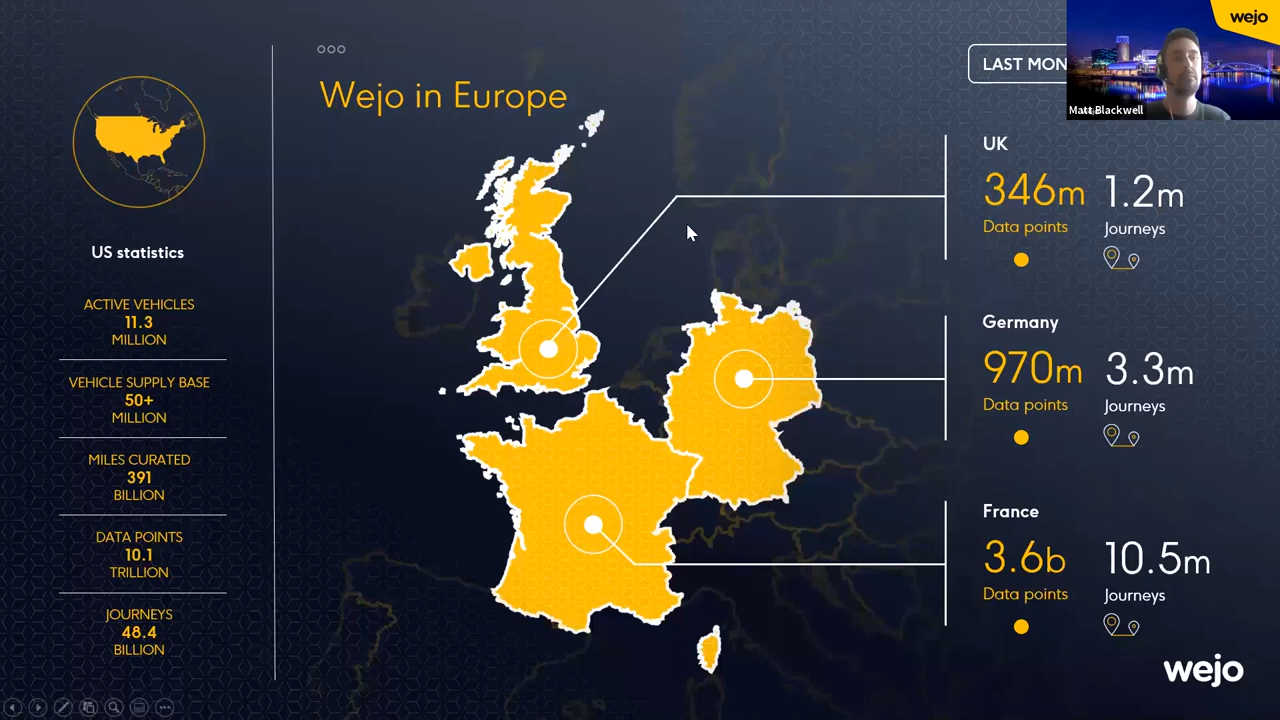 Wejo in Europe
US statistics
ACTIVE VEHICLES
11.3
MILLION
VEHICLE SUPPLY BASE
50+
MILLION
MILES CURATED
391
BILLION
DATA POINTS
10.1
TRILLION
JOURNEYS
48.4
BILLION
LAST MON
wejo
Matt Blackwell
UK
346m 1.2m
Data points Journeys
Germany
970m 3.3m
Data points Journeys
France
3.6b 10.5m
Data points Journeys
wejo